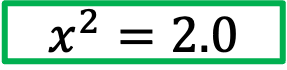 x² = 2.0